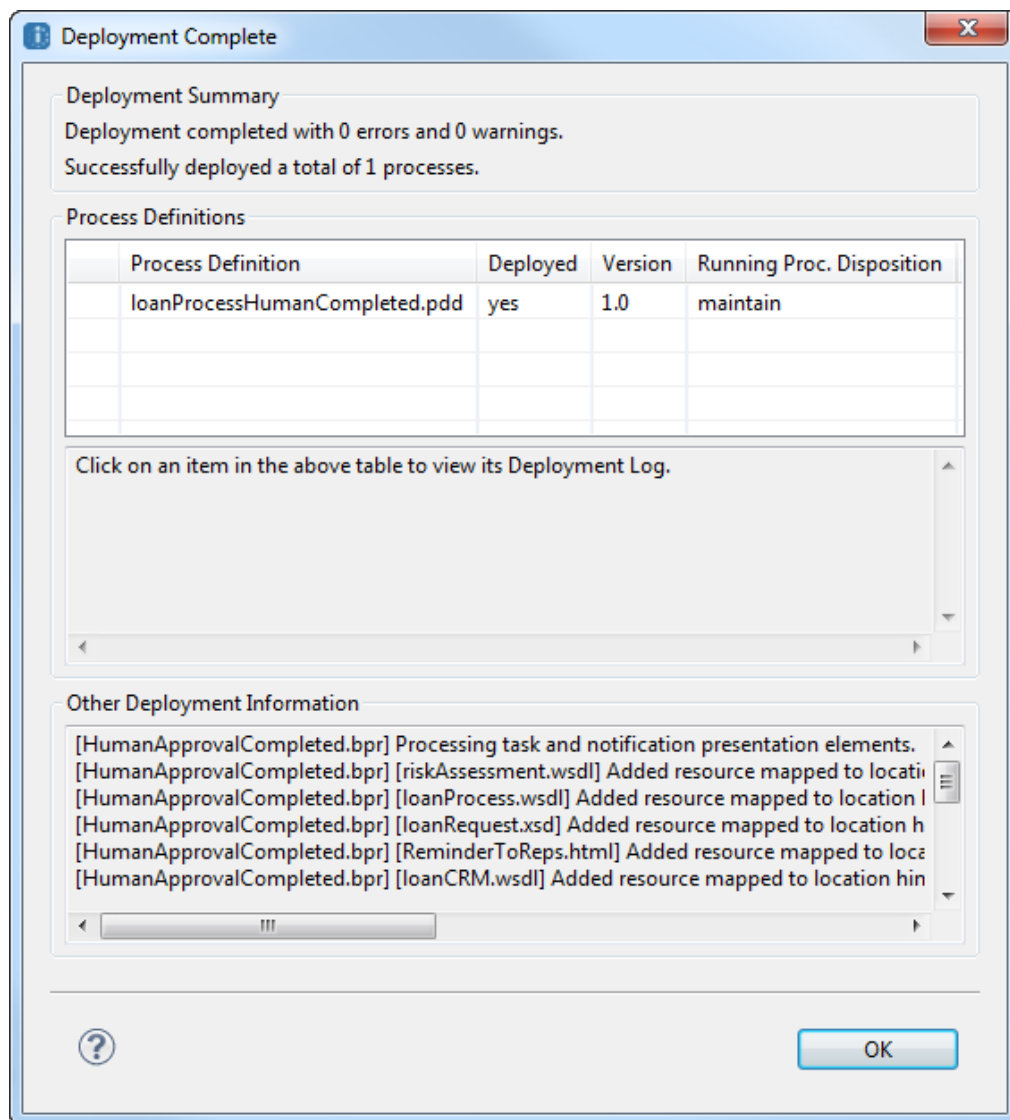 Deployment Complete
Deployment Summary
Deployment completed with 0 errors and 0 warnings.
Successfully deployed a total of 1 processes.
Process Definitions
Process Definition Deployed Version Running Proc. Disposition
loanProcessHumanCompleted.pdd yes 1.0 maintain
Click on an item in the above table to view its Deployment Log.
Other Deployment Information
[HumanApprovalCompleted.bpr] Processing task and notification presentation elements.
[HumanApprovalCompleted.bpr] [riskAssessment.wsdl] Added resource mapped to locati
[HumanApprovalCompleted.bpr] [loanProcess.wsdl] Added resource mapped to location
[HumanApprovalCompleted.bpr] [loanRequest.xsd] Added resource mapped to location h
[HumanApprovalCompleted.bpr] [ReminderToReps.html] Added resource mapped to loca
[HumanApprovalCompleted.bpr] [loanCRM.wsdl] Added resource mapped to location hin
?
OK